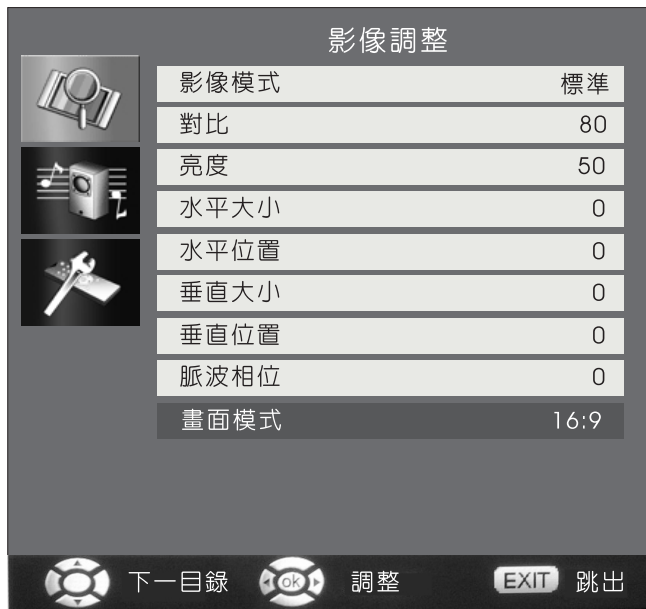 影像調整
影像模式 標準
對比 80
亮度 50
水平大小 0
水平位置 0
垂直大小 0
垂直位置 0
脈波相位 0
畫面模式 16:9
下一目錄 ok 調整 EXIT 跳出